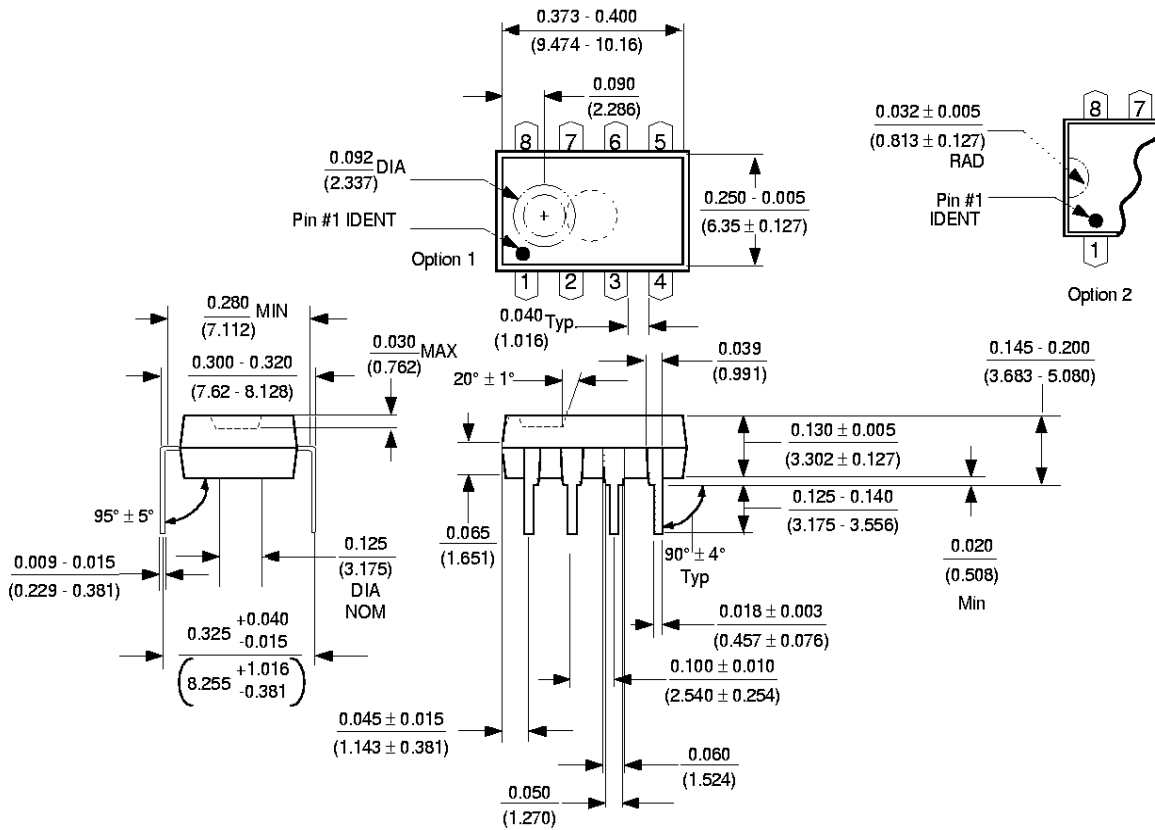 0.373 - 0.400
(9.474 - 10.16)
0.090
(2.286)
8 7 6 5
0.092 DIA
(2.337)
Pin #1 IDENT
Option 1
1 2 3 4
0.250 - 0.005
(6.35 ± 0.127)
0.032 ± 0.005
(0.813 ± 0.127)
RAD
8 7
Pin #1
IDENT
1
Option 2
0.280 MIN
(7.112)
0.300 - 0.320
(7.62 - 8.128)
0.030 MAX
(0.762)
0.040 Typ.
(1.016)
20° ± 1°
0.039
(0.991)
0.145 - 0.200
(3.683 - 5.080)
0.130 ± 0.005
(3.302 ± 0.127)
0.125 - 0.140
(3.175 - 3.556)
0.020
(0.508)
Min
95° ± 5°
0.009 - 0.015
(0.229 - 0.381)
0.125
(3.175)
DIA
NOM
0.065
(1.651)
90° ± 4°
Typ
0.325 +0.040 -0.015
(8.255 +1.016 -0.381)
0.018 ± 0.003
(0.457 ± 0.076)
0.100 ± 0.010
(2.540 ± 0.254)
0.045 ± 0.015
(1.143 ± 0.381)
0.060
(1.524)
0.050
(1.270)